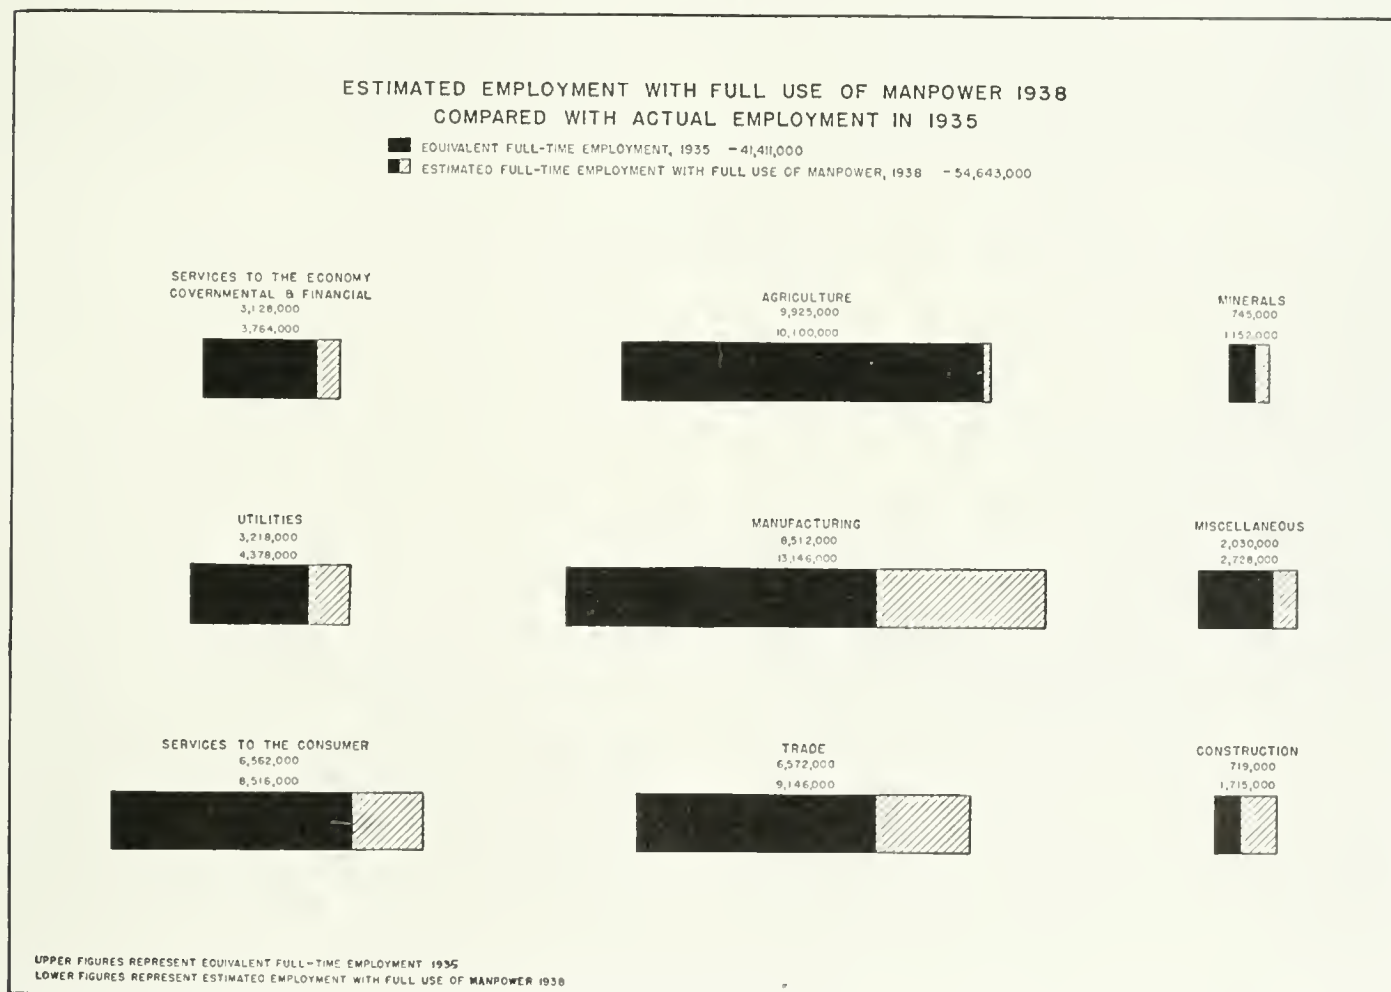 ESTIMATED EMPLOYMENT WITH FULL USE OF MANPOWER 1938
COMPARED WITH ACTUAL EMPLOYMENT IN 1935
EQUIVALENT FULL-TIME EMPLOYMENT, 1935 - 41,411,000
ESTIMATED FULL-TIME EMPLOYMENT WITH FULL USE OF MANPOWER, 1938 - 54,643,000
SERVICES TO THE ECONOMY
GOVERNMENTAL & FINANCIAL
3,128,000
3,764,000
AGRICULTURE
9,925,000
10,100,000
MINERALS
745,000
1,152,000
UTILITIES
3,218,000
4,378,000
MANUFACTURING
8,512,000
13,146,000
MISCELLANEOUS
2,030,000
2,728,000
SERVICES TO THE CONSUMER
6,562,000
8,516,000
TRADE
6,572,000
9,146,000
CONSTRUCTION
719,000
1,715,000
UPPER FIGURES REPRESENT EQUIVALENT FULL-TIME EMPLOYMENT 1935
LOWER FIGURES REPRESENT ESTIMATED EMPLOYMENT WITH FULL USE OF MANPOWER 1938